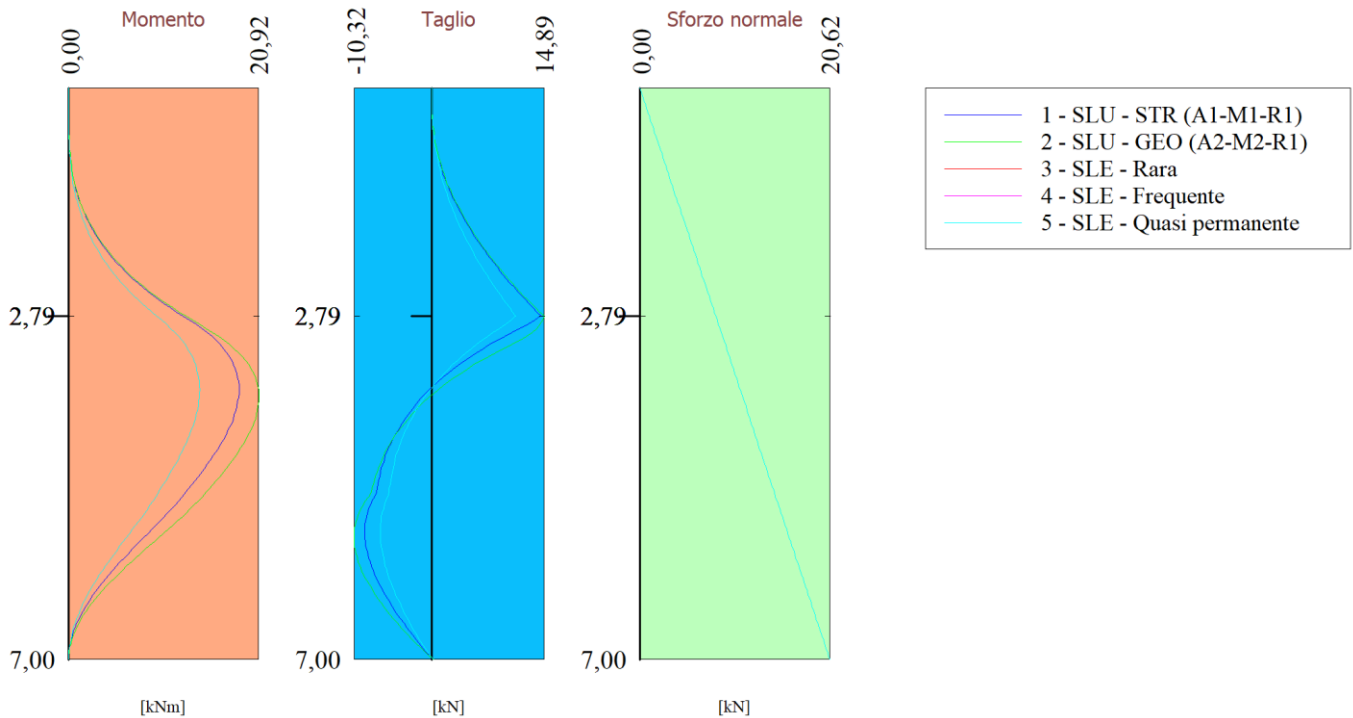 Momento
Taglio
Sforzo normale
0,00
20,92
-10,32
14,89
0,00
20,62
1 - SLU - STR (A1-M1-R1)
2 - SLU - GEO (A2-M2-R1)
3 - SLE - Rara
4 - SLE - Frequente
5 - SLE - Quasi permanente
2,79
2,79
2,79
7,00
7,00
7,00
[kNm]
[kN]
[kN]